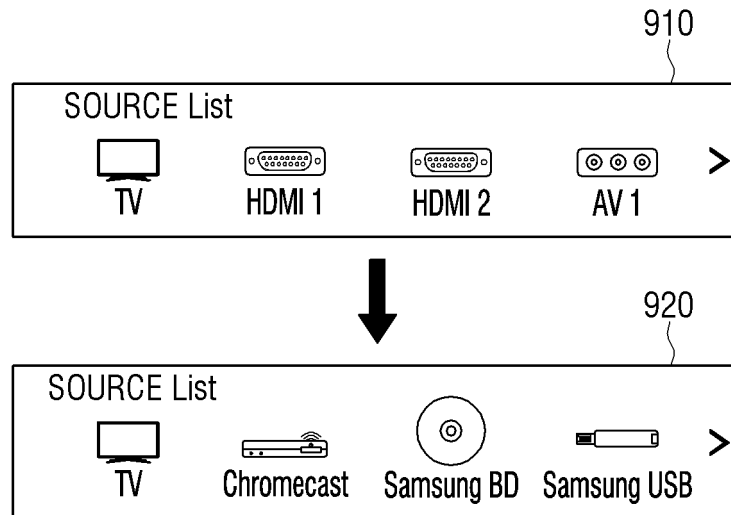 910
SOURCE List
TV HDMI 1 HDMI 2 AV 1 >
920
SOURCE List
TV Chromecast Samsung BD Samsung USB >